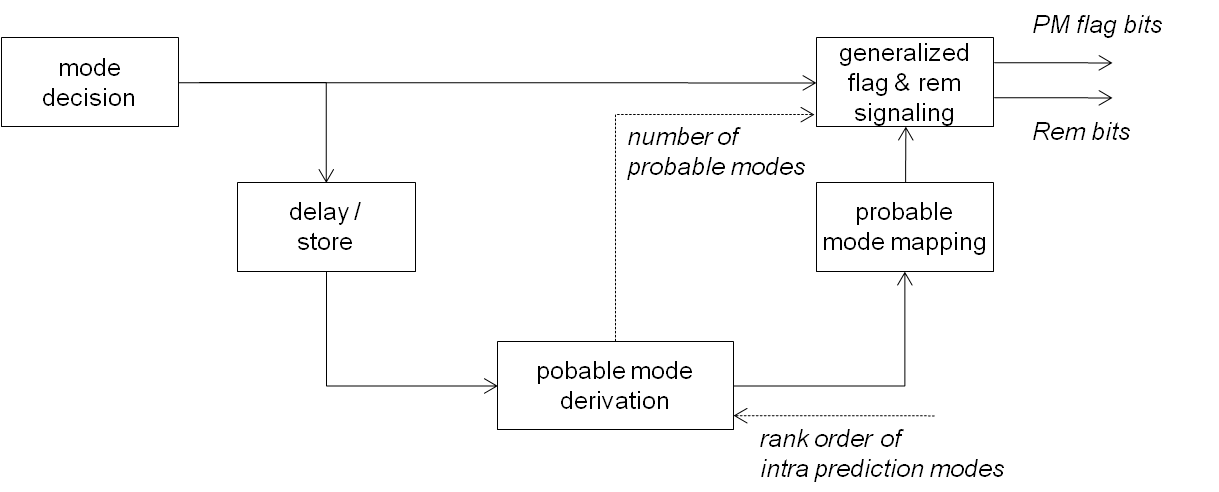 PM flag bits
mode
decision
generalized
flag & rem
signaling
number of
probable modes
Rem bits
delay /
store
probable
mode mapping
pobable mode
derivation
rank order of
intra prediction modes